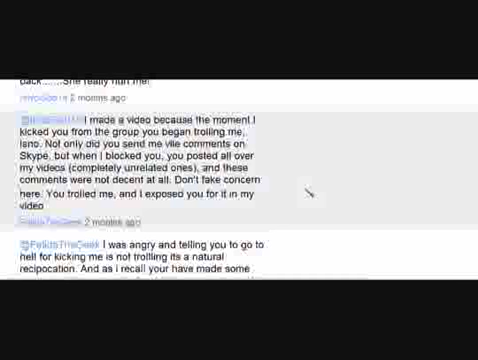 back......She really hurt me!
2 months ago
I made a video because the moment I
kicked you from the group you began trolling me,
Isno. Not only did you send me vile comments on
Skype, but when I blocked you, you posted all over
my videos (completely unrelated ones), and these
comments were not decent at all. Don't fake concern
here. You trolled me, and I exposed you for it in my
video
FelidsTheGeek 2 months ago
@FelidsTheGeek I was angry and telling you to go to
hell for kicking me is not trollling its a natural
recipocation. And as i recall your have made some